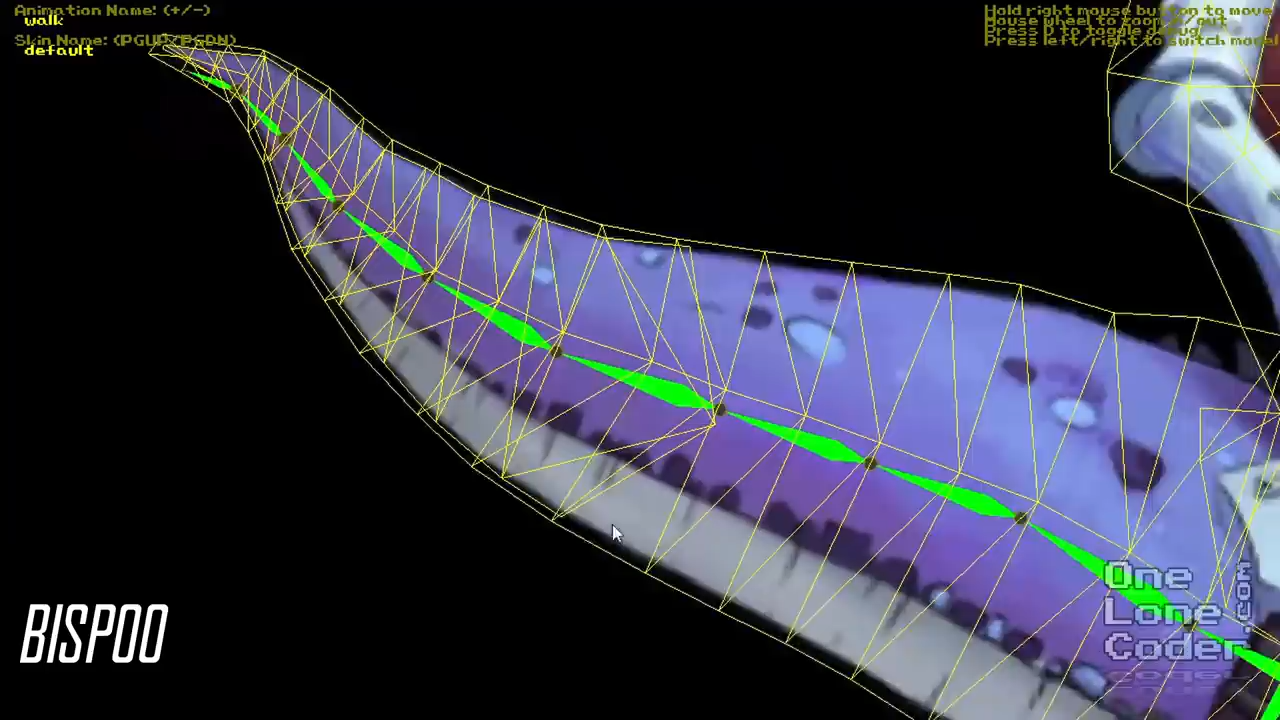 Animation Name: (+/-)
walk
Skin Name: (PGUP/PGDN)
default
Hold right mouse button to move
Mouse wheel to zoom in/out
Press D to toggle debug
Press left/right to switch model
BISPOO
One
Lone
Coder
.com